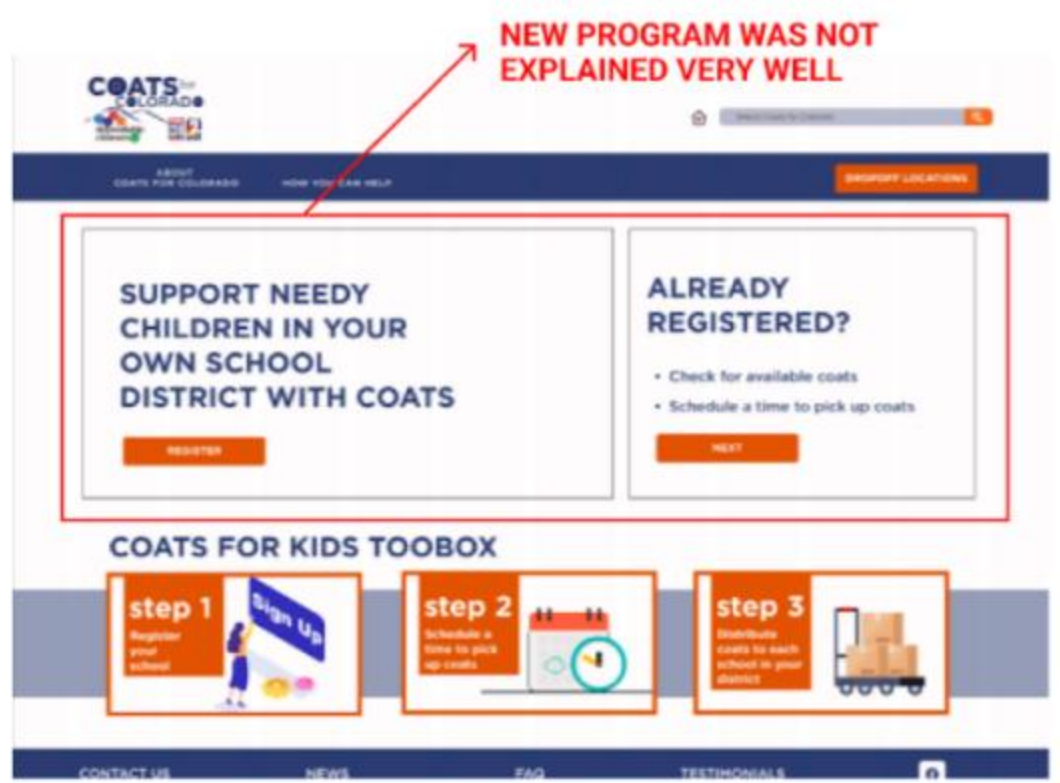 NEW PROGRAM WAS NOT
EXPLAINED VERY WELL
COATS
COLORADO
ABOUT
COATS FOR COLORADO
HOW YOU CAN HELP
DROPOFF LOCATIONS
SUPPORT NEEDY
CHILDREN IN YOUR
OWN SCHOOL
DISTRICT WITH COATS
REGISTER
ALREADY
REGISTERED?
• Check for available coats
• Schedule a time to pick up coats
NEXT
COATS FOR KIDS TOOBOX
step 1
Register
your
school
Sign Up
step 2
Schedule a
time to pick
up coats
step 3
Distribute
coats to each
school in your
district
CONTACT US
NEWS
FAQ
TESTIMONIALS